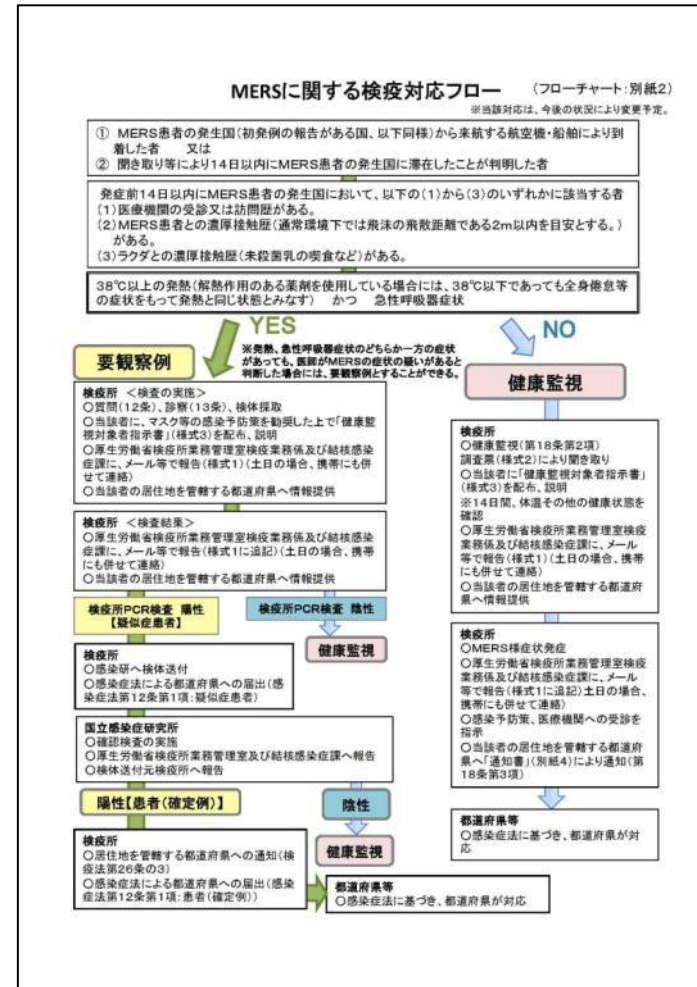 MERSに関する検疫対応フロー
(フローチャート:別紙2)
※当該対応は、今後の状況により変更予定。
① MERS患者の発生国(初発例の報告がある国、以下同様)から来航する航空機・船舶により到
着した者 又は
② 聞き取り等により14日以内にMERS患者の発生国に滞在したことが判明した者
発症前14日以内にMERS患者の発生国において、以下の(1)から(3)のいずれかに該当する者
(1)医療機関の受診又は訪問歴がある。
(2)MERS患者との濃厚接触歴(通常環境下では飛沫の飛散距離である2m以内を目安とする。)
がある。
(3)ラクダとの濃厚接触歴(未殺菌乳の喫食など)がある。
38℃以上の発熱(解熱作用のある薬剤を使用している場合には、38℃以下であっても全身倦怠等
の症状をもって発熱と同じ状態とみなす) かつ 急性呼吸器症状
YES
NO
※発熱、急性呼吸器症状のどちらか一方の症状
があっても、医師がMERSの症状の疑いがあると
判断した場合には、要観察例とすることができる。
要観察例
検疫所 <検査の実施>
○質問(12条)、診察(13条)、検体採取
○当該者に、マスク等の感染予防策を勧奨した上で「健康監
視対象者指示書」(様式3)を配布、説明
○厚生労働省検疫所業務管理室検疫業務係及び結核感染
症課に、メール等で報告(様式1)(土日の場合、携帯にも併
せて連絡)
○当該者の居住地を管轄する都道府県へ情報提供
検疫所 <検査結果>
○厚生労働省検疫所業務管理室検疫業務係及び結核感染
症課に、メール等で報告(様式1に追記)(土日の場合、携帯
にも併せて連絡)
○当該者の居住地を管轄する都道府県へ情報提供
検疫所PCR検査 陽性
【疑似症患者】
検疫所PCR検査 陰性
健康監視
検疫所
○感染研へ検体送付
○感染症法による都道府県への届出(感
染症法第12条第1項:疑似症患者)
国立感染症研究所
○確認検査の実施
○厚生労働省検疫所業務管理室及び結核感染症課へ報告
○検体送付元検疫所へ報告
陽性【患者(確定例)】
陰性
健康監視
検疫所
○居住地を管轄する都道府県への通知(検
疫法第26条の3)
○感染症法による都道府県への届出(感染
症法第12条第1項:患者(確定例))
都道府県等
○感染症法に基づき、都道府県が対応
健康監視
検疫所
○健康監視(第18条第2項)
調査票(様式2)により聞き取り
○当該者に「健康監視対象者指示書」
(様式3)を配布、説明
※14日間、体温その他の健康状態を
確認
○厚生労働省検疫所業務管理室検疫
業務係及び結核感染症課に、メール
等で報告(様式1)(土日の場合、携帯
にも併せて連絡)
○当該者の居住地を管轄する都道府
県へ情報提供
検疫所
○MERS様症状発症
○厚生労働省検疫所業務管理室検疫
業務係及び結核感染症課に、メール
等で報告(様式1に追記)土日の場合、
携帯にも併せて連絡)
○感染予防策、医療機関への受診を
指示
○当該者の居住地を管轄する都道府
県へ「通知書」(別紙4)により通知(第
18条第3項)
都道府県等
○感染症法に基づき、都道府県が対
応